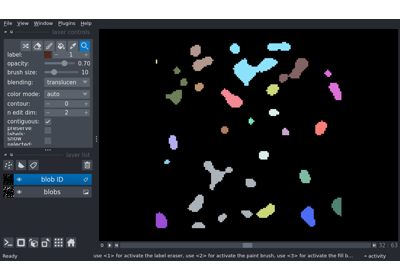 File View Window Plugins Help
layer controls
label: 1
opacity: 0.70
brush size: 10
blending: translucen
color mode: auto
contour: 0
n edit dim: 2
contiguous:
preserve labels:
show selected:
layer list
blob ID
blobs
32 63
Ready use <1> for activate the label eraser, use <2> for activate the paint brush, use <3> for activate the fill b... activity